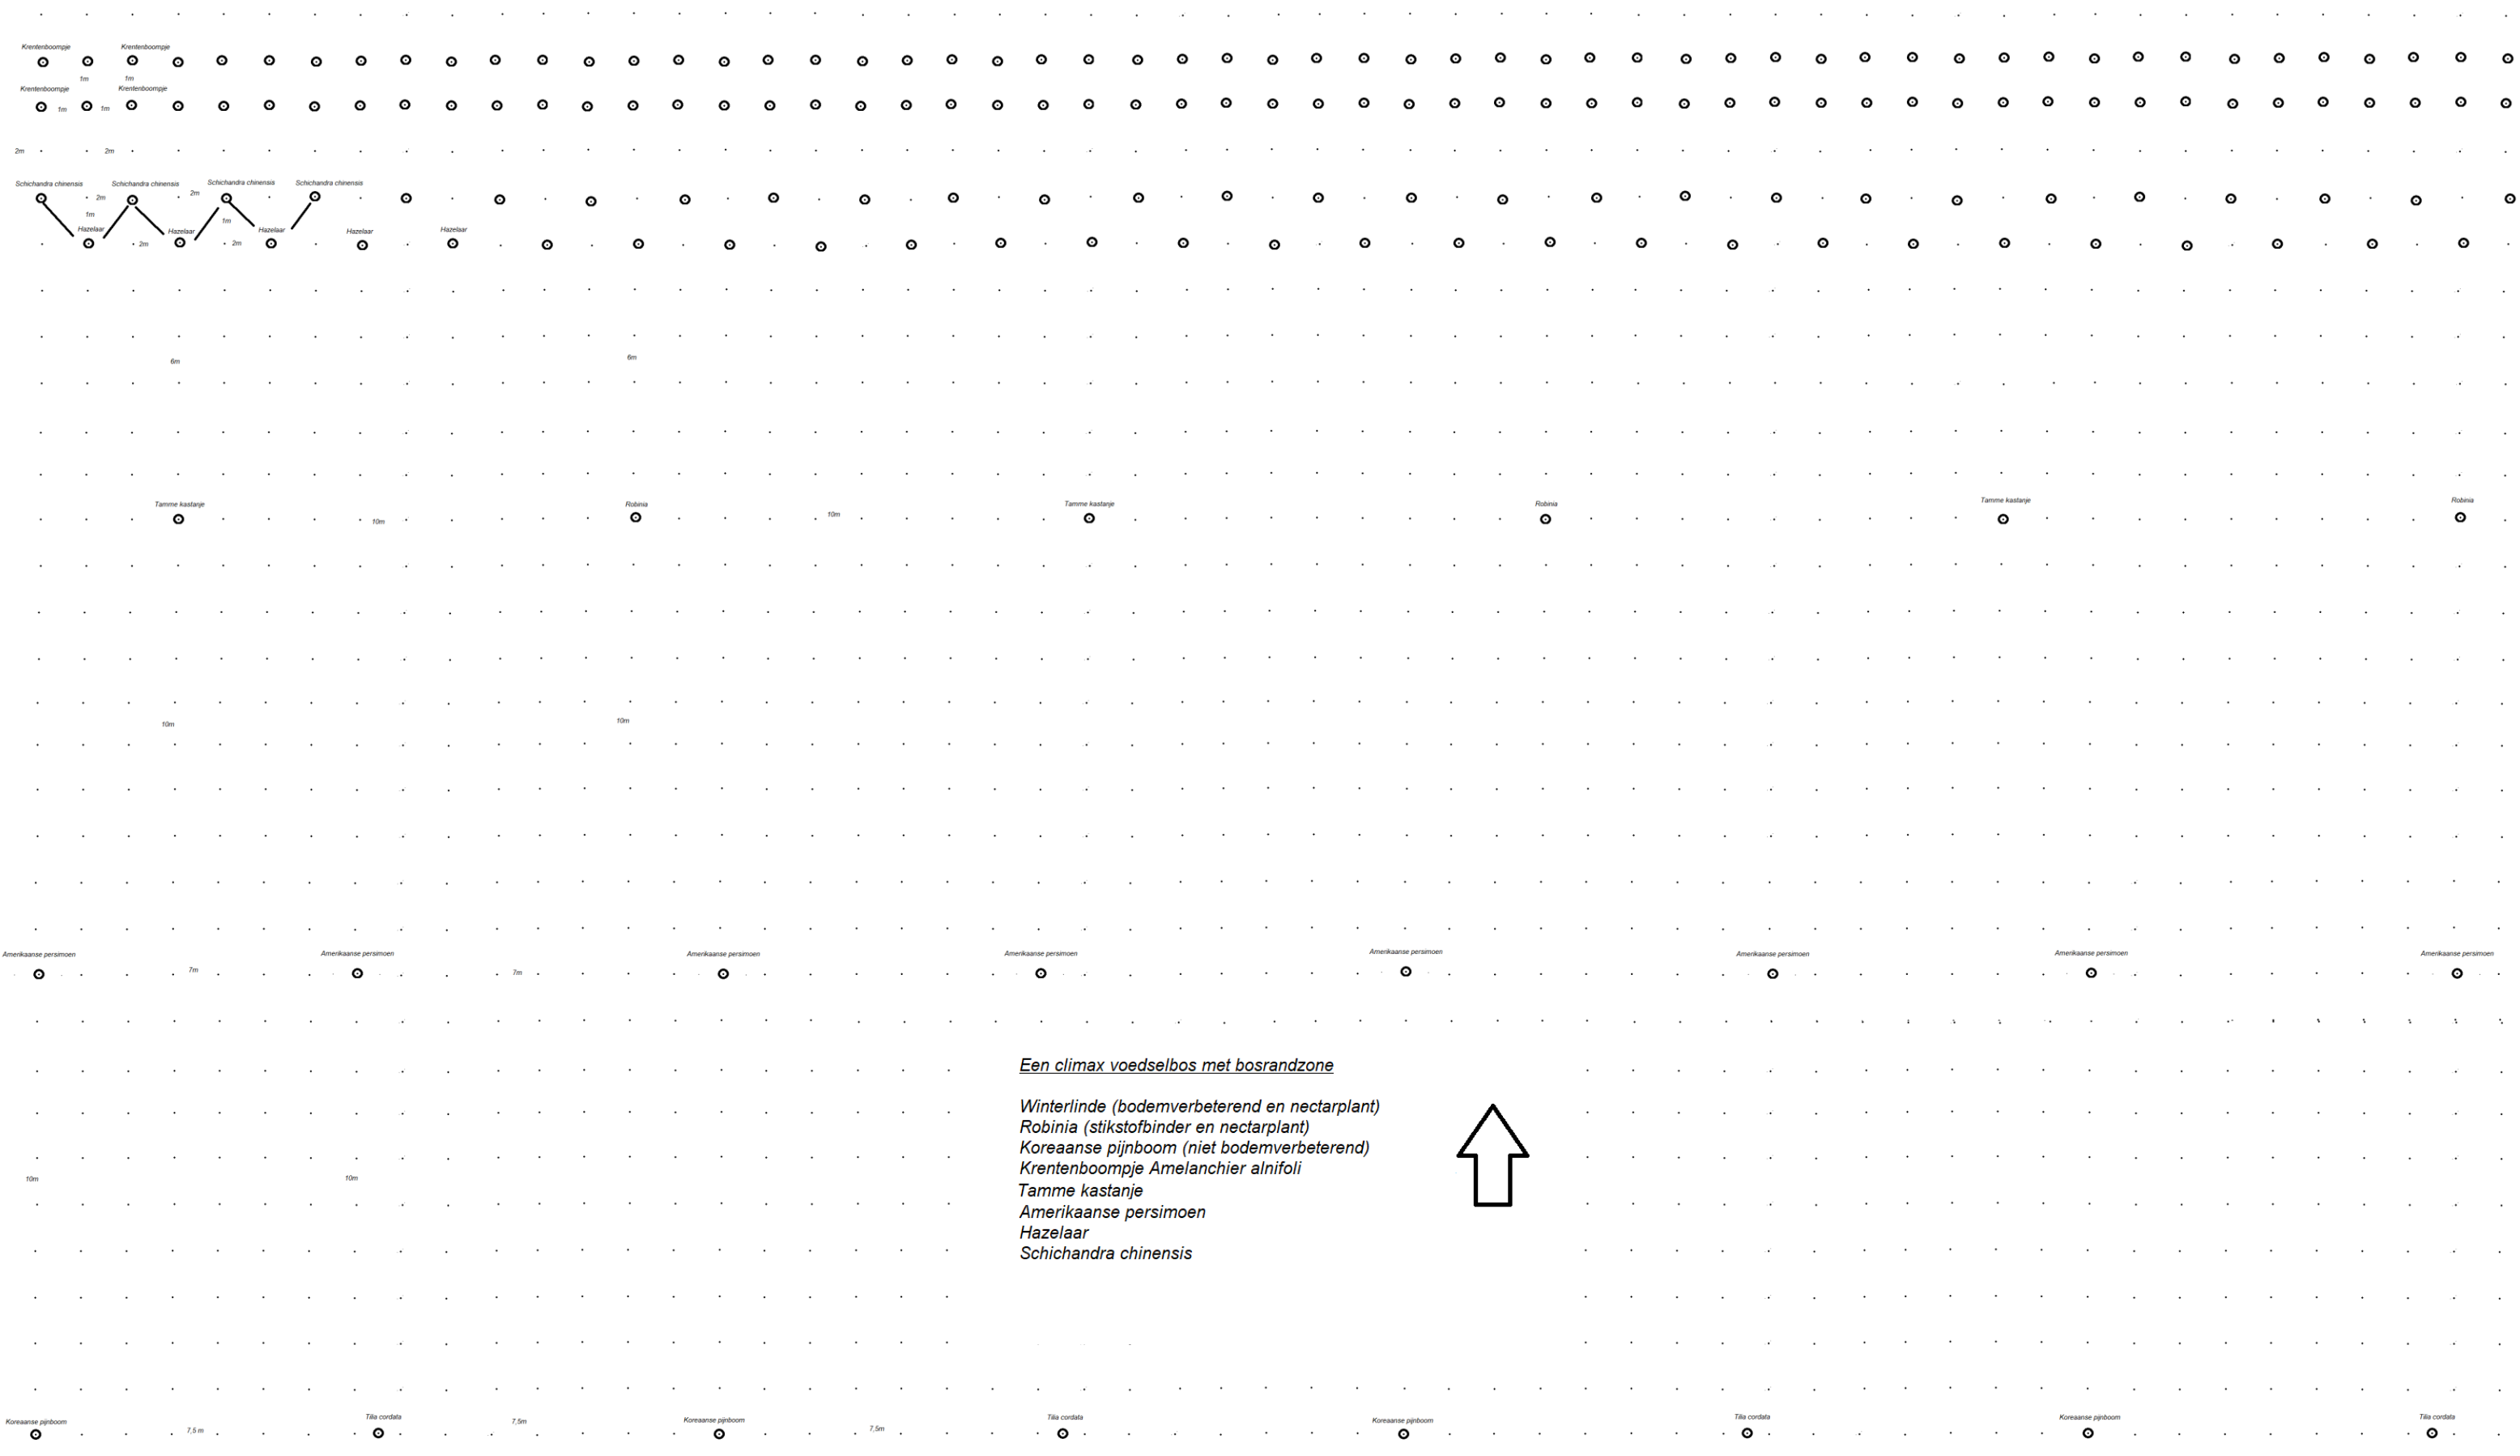 Krentenboompje Krentenboompje
1m 1m
Krentenboompje Krentenboompje
1m 1m
2m 2m
Schichandra chinensis Schichandra chinensis Schichandra chinensis Schichandra chinensis
2m 2m
1m 1m
Hazelaar Hazelaar Hazelaar Hazelaar Hazelaar
2m 2m
6m 6m
Tamme kastanje Robinia Tamme kastanje Robinia Tamme kastanje Robinia
10m 10m
10m 10m
Amerikaanse persimoen Amerikaanse persimoen Amerikaanse persimoen Amerikaanse persimoen Amerikaanse persimoen Amerikaanse persimoen Amerikaanse persimoen Amerikaanse persimoen
7m 7m
Een climax voedselbos met bosrandzone
Winterlinde (bodemverbeterend en nectarplant)
Robinia (stikstofbinder en nectarplant)
Koreaanse pijnboom (niet bodemverbeterend)
Krentenboompje Amelanchier alnifoli
Tamme kastanje
Amerikaanse persimoen
Hazelaar
Schichandra chinensis
10m 10m
Koreaanse pijnboom Tilia cordata Koreaanse pijnboom Tilia cordata Koreaanse pijnboom Tilia cordata Koreaanse pijnboom Tilia cordata
7,5 m 7,5m 7,5m